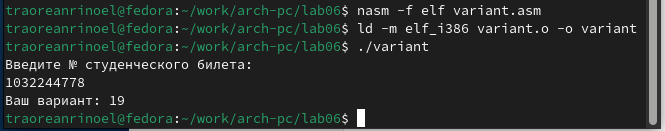 traoreanrinoel@fedora:~/work/arch-pc/lab06$ nasm -f elf variant.asm
traoreanrinoel@fedora:~/work/arch-pc/lab06$ ld -m elf_i386 variant.o -o variant
traoreanrinoel@fedora:~/work/arch-pc/lab06$ ./variant
Введите № студенческого билета:
1032244778
Ваш вариант: 19
traoreanrinoel@fedora:~/work/arch-pc/lab06$